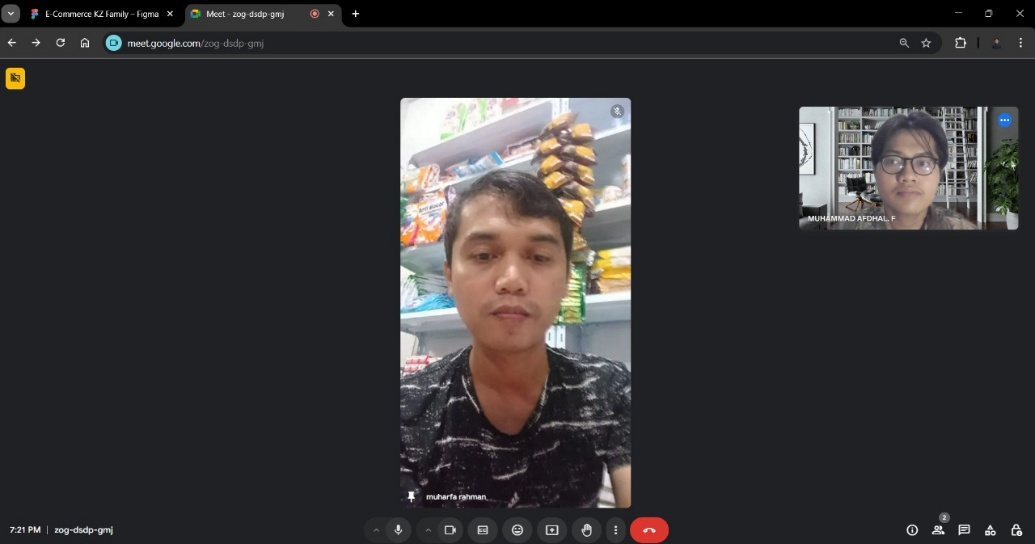 E-Commerce KZ Family – Figma
Meet - zog-dsdp-gmj
meet.google.com/zog-dsdp-gmj
MUHAMMAD AFDHAL. F
muharfa rahman
2
7:21 PM | zog-dsdp-gmj